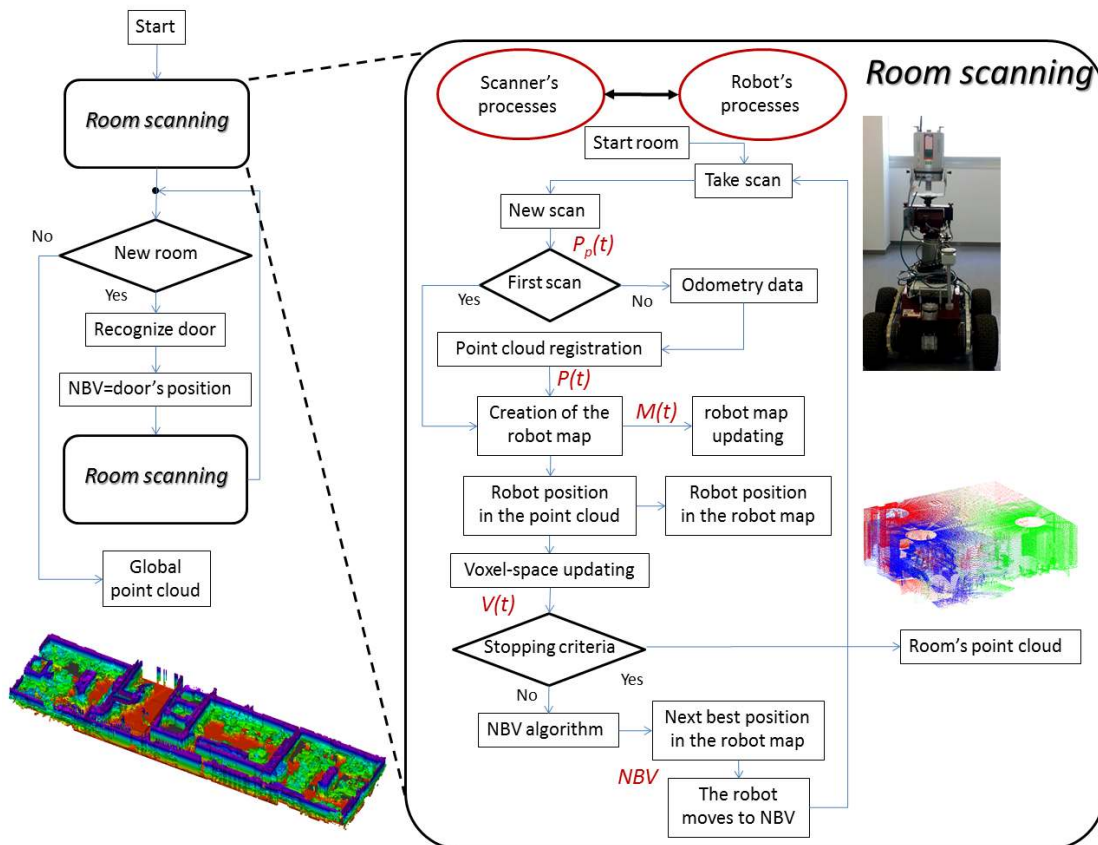 Start
Room scanning
No
New room
Yes
Recognize door
NBV=door's position
Room scanning
Global
point cloud
Room scanning
Scanner's
processes
Robot's
processes
Start room
Take scan
New scan
Pp(t)
First scan
Yes
No
Odometry data
Point cloud registration
P(t)
Creation of the
robot map
M(t)
robot map
updating
Robot position
in the point cloud
Robot position
in the robot map
Voxel-space updating
V(t)
Stopping criteria
Room's point cloud
No
Yes
NBV algorithm
Next best position
in the robot map
NBV
The robot
moves to NBV